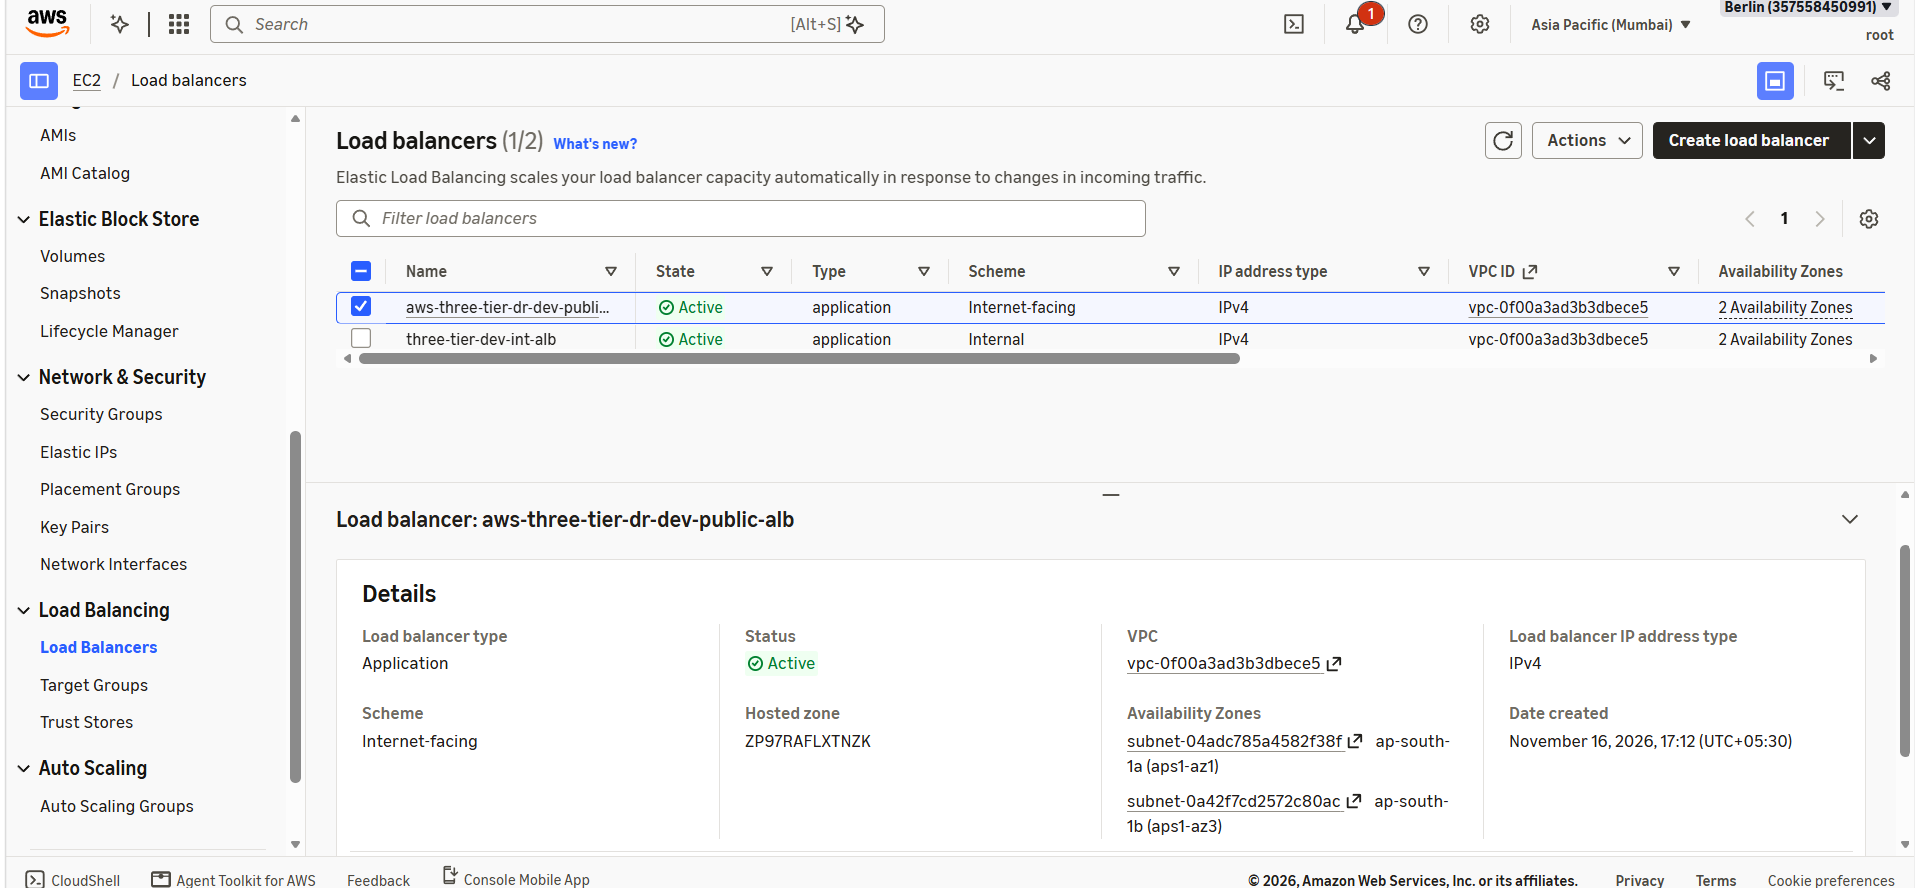 aws
Search
[Alt+S]
1
Asia Pacific (Mumbai)
Berlin (357558450991)
root
EC2 / Load balancers
AMIs
AMI Catalog
Elastic Block Store
Volumes
Snapshots
Lifecycle Manager
Network & Security
Security Groups
Elastic IPs
Placement Groups
Key Pairs
Network Interfaces
Load Balancing
Load Balancers
Target Groups
Trust Stores
Auto Scaling
Auto Scaling Groups
Load balancers (1/2) What's new?
Actions
Create load balancer
Elastic Load Balancing scales your load balancer capacity automatically in response to changes in incoming traffic.
Filter load balancers
1
Name State Type Scheme IP address type VPC ID Availability Zones
aws-three-tier-dr-dev-publi... Active application Internet-facing IPv4 vpc-0f00a3ad3b3dbece5 2 Availability Zones
three-tier-dev-int-alb Active application Internal IPv4 vpc-0f00a3ad3b3dbece5 2 Availability Zones
Load balancer: aws-three-tier-dr-dev-public-alb
Details
Load balancer type
Application
Status
Active
VPC
vpc-0f00a3ad3b3dbece5
Load balancer IP address type
IPv4
Scheme
Internet-facing
Hosted zone
ZP97RAFLXTNZK
Availability Zones
subnet-04adc785a4582f38f ap-south-
1a (aps1-az1)
subnet-0a42f7cd2572c80ac ap-south-
1b (aps1-az3)
Date created
November 16, 2026, 17:12 (UTC+05:30)
CloudShell
Agent Toolkit for AWS
Feedback
Console Mobile App
© 2026, Amazon Web Services, Inc. or its affiliates.
Privacy
Terms
Cookie preferences